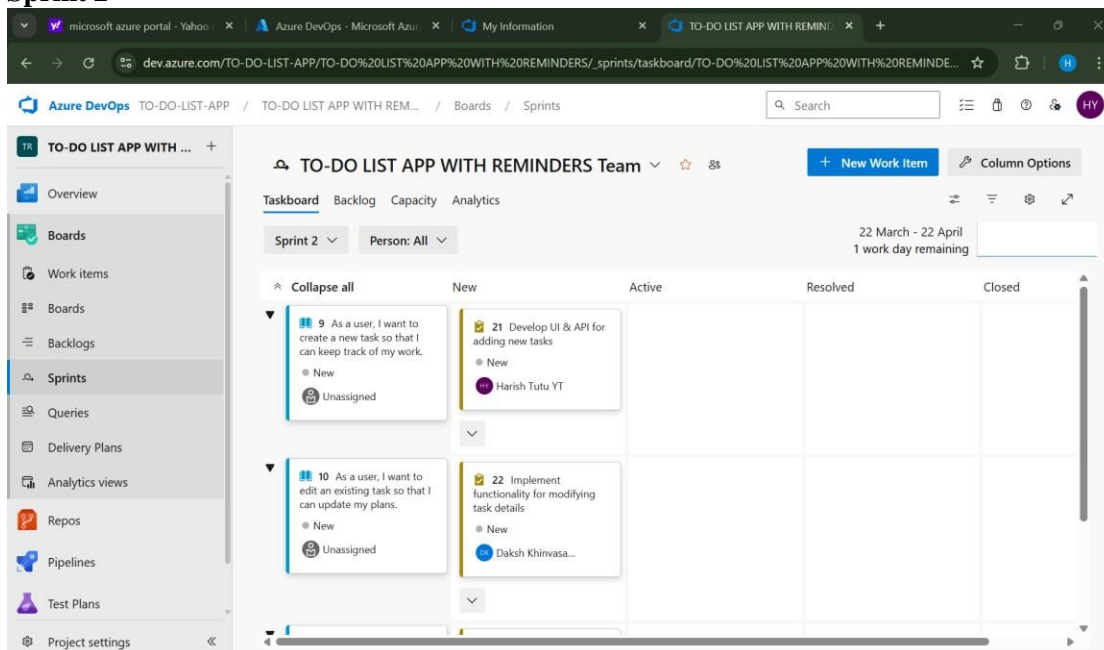 microsoft azure portal - Yahoo
Azure DevOps - Microsoft Azur
My Information
TO-DO LIST APP WITH REMIND
dev.azure.com/TO-DO-LIST-APP/TO-DO%20LIST%20APP%20WITH%20REMINDERS/_sprints/taskboard/TO-DO%20LIST%20APP%20WITH%20REMINDE...
H
Azure DevOps TO-DO-LIST-APP / TO-DO LIST APP WITH REM... / Boards / Sprints
Search
HY
TR TO-DO LIST APP WITH ... +
Overview
Boards
Work items
Boards
Backlogs
Sprints
Queries
Delivery Plans
Analytics views
Repos
Pipelines
Test Plans
Project settings
TO-DO LIST APP WITH REMINDERS Team
+ New Work Item
Column Options
Taskboard Backlog Capacity Analytics
Sprint 2
Person: All
22 March - 22 April
1 work day remaining
Collapse all New Active Resolved Closed
9 As a user, I want to
create a new task so that I
can keep track of my work.
New
Unassigned
21 Develop UI & API for
adding new tasks
New
HY Harish Tutu YT
10 As a user, I want to
edit an existing task so that I
can update my plans.
New
Unassigned
22 Implement
functionality for modifying
task details
New
DK Daksh Khinvasa...